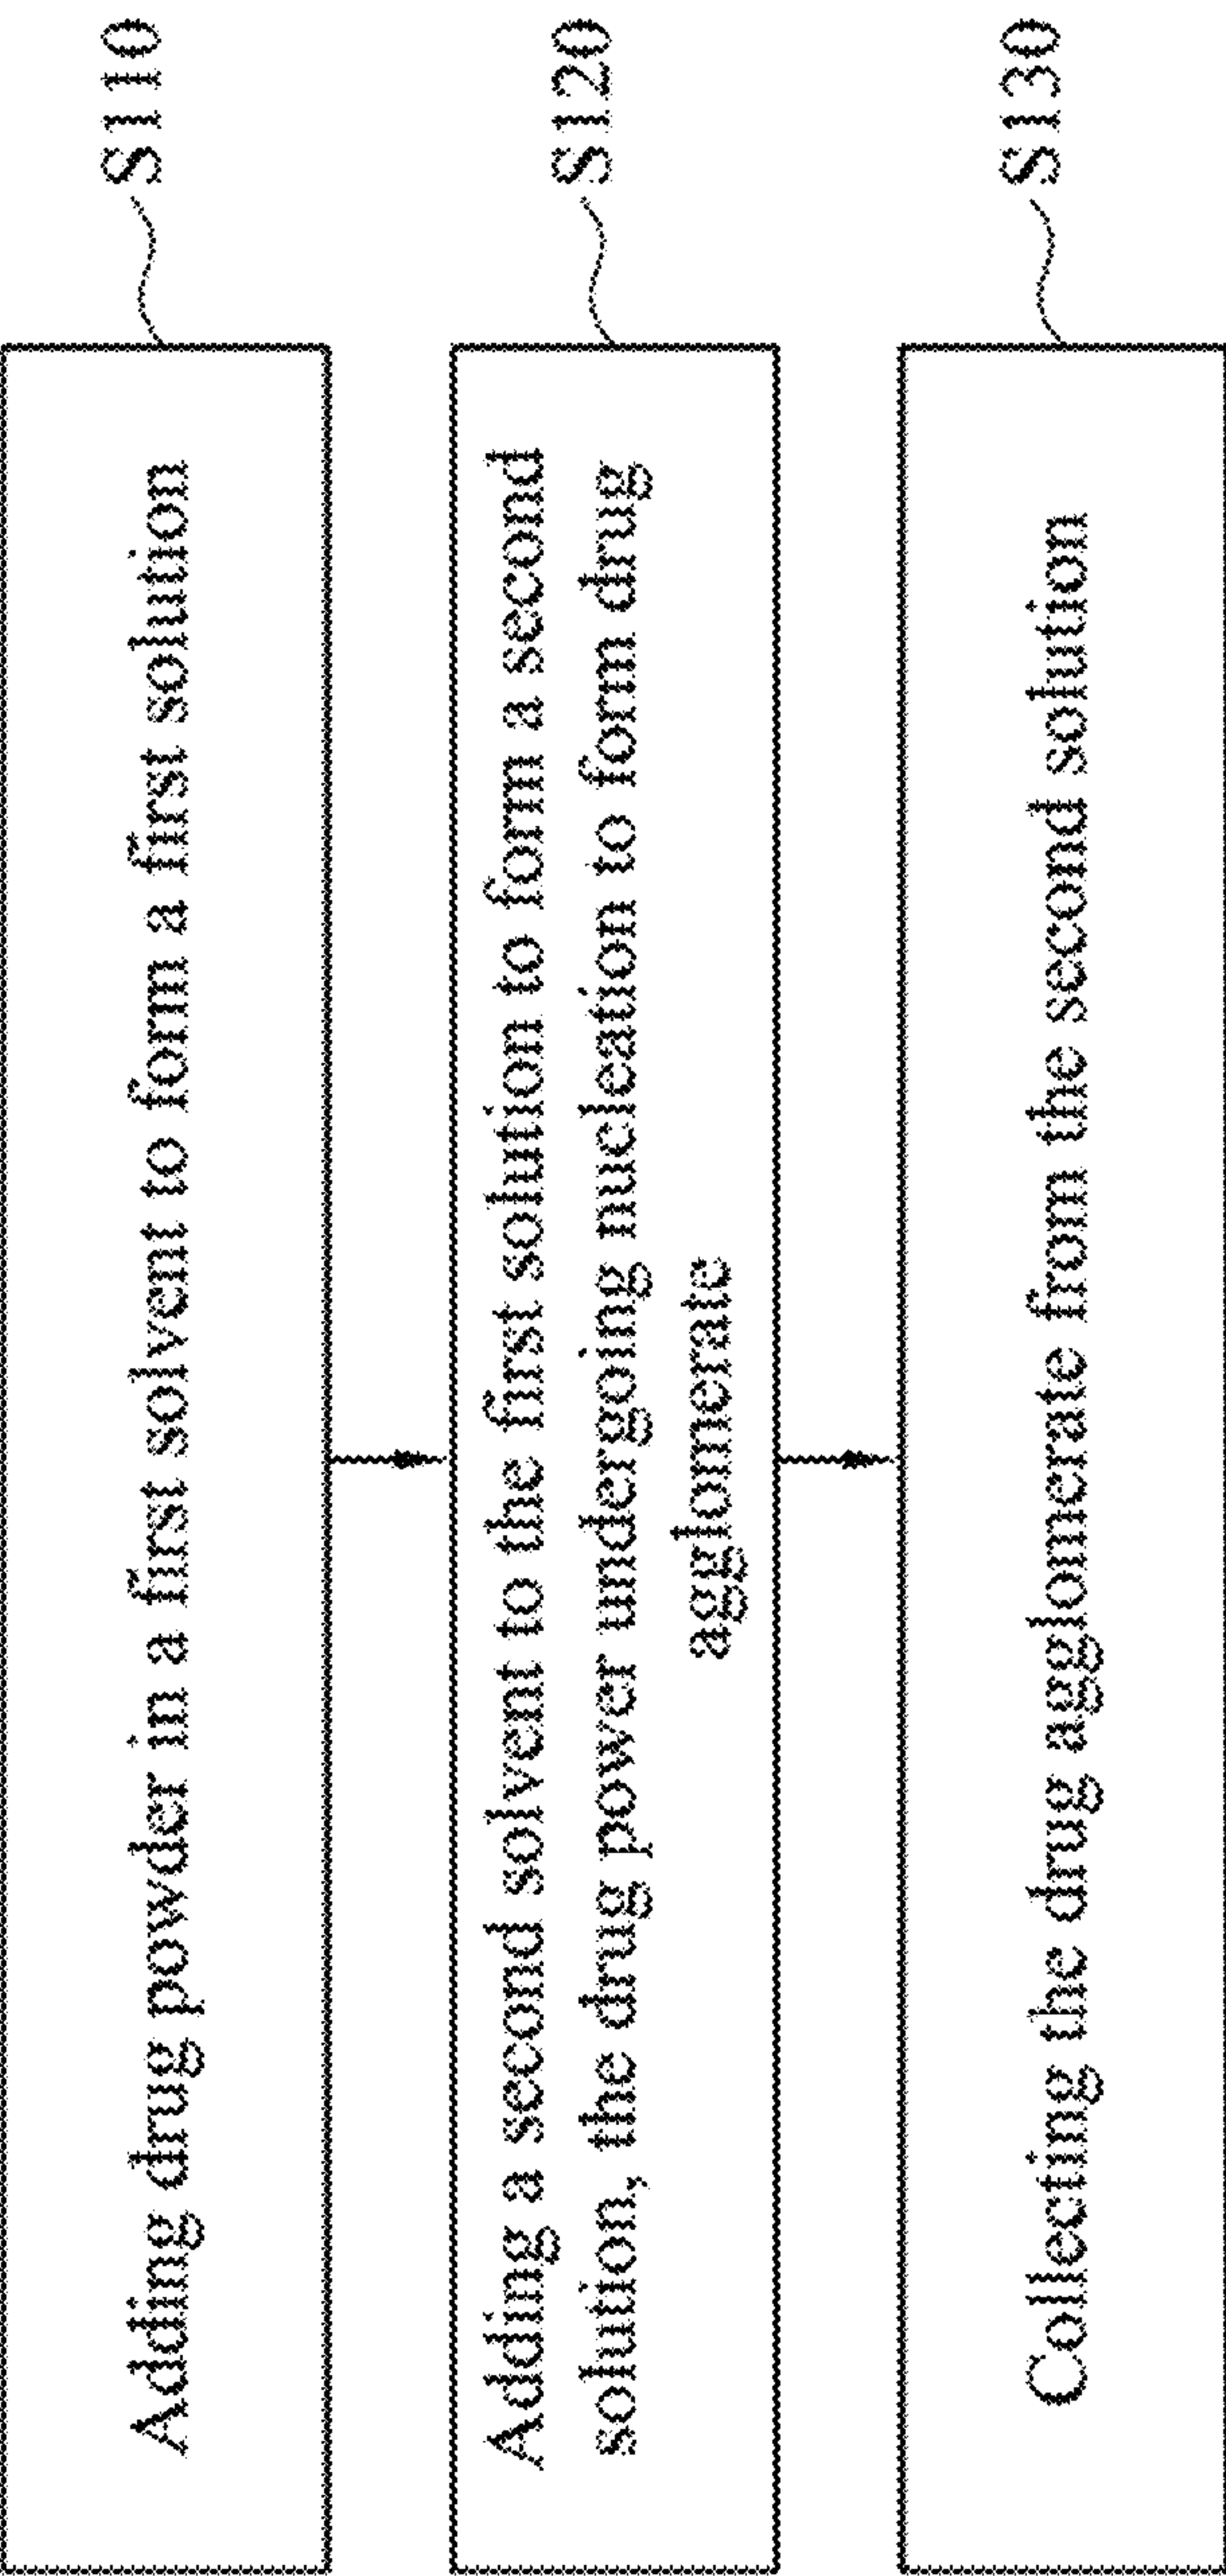 Adding drug powder in a first solvent to form a first solution
S110
Adding a second solvent to the first solution to form a second
solution, the drug power undergoing nucleation to form drug
agglomerate
S120
Collecting the drug agglomerate from the second solution
S130